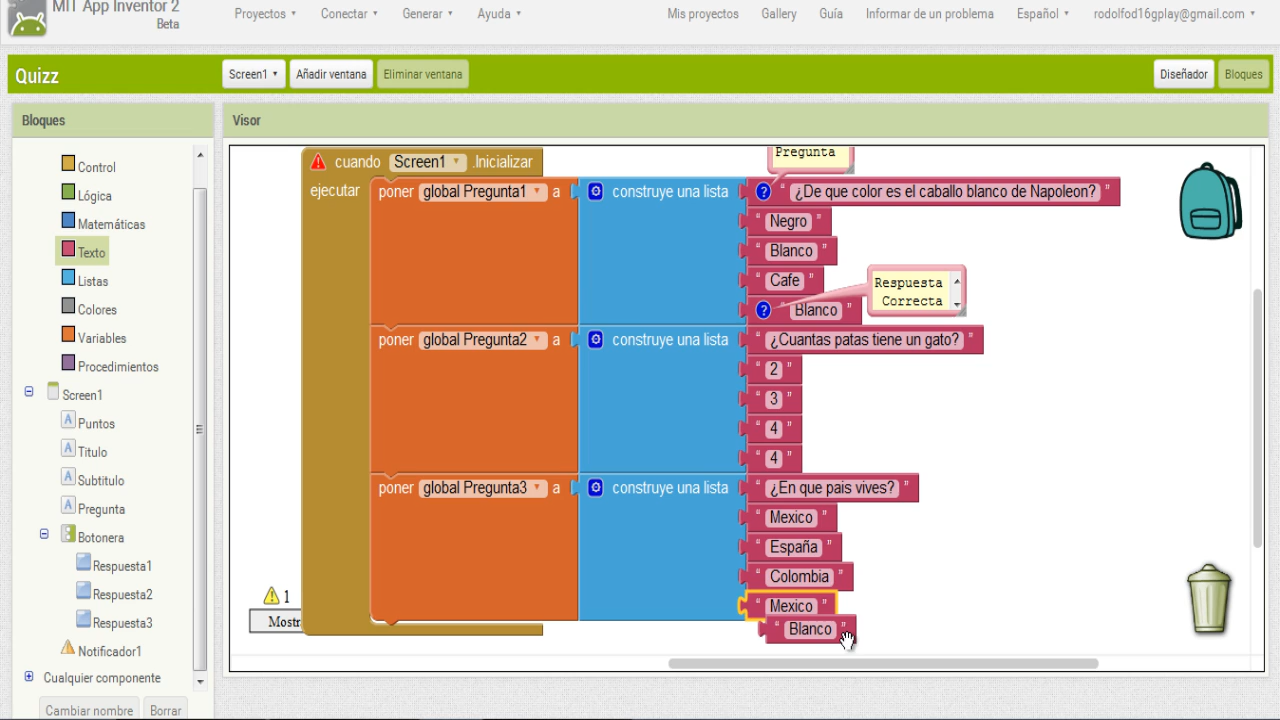 MIT App Inventor 2
Beta
Proyectos Conectar Generar Ayuda Mis proyectos Gallery Guía Informar de un problema Español rodolfod16gplay@gmail.com
Quizz Screen1 Añadir ventana Eliminar ventana Diseñador Bloques
Bloques
Visor
Control
Lógica
Matemáticas
Texto
Listas
Colores
Variables
Procedimientos
Screen1
Puntos
Titulo
Subtitulo
Pregunta
Botonera
Respuesta1
Respuesta2
Respuesta3
Notificador1
Cualquier componente
Cambiar nombre Borrar
Pregunta
cuando Screen1 .Inicializar
ejecutar poner global Pregunta1 a construye una lista ? “ ¿De que color es el caballo blanco de Napoleon? ”
“ Negro ”
“ Blanco ”
“ Cafe ”
Respuesta
Correcta
? “ Blanco ”
poner global Pregunta2 a construye una lista “ ¿Cuantas patas tiene un gato? ”
“ 2 ”
“ 3 ”
“ 4 ”
“ 4 ”
poner global Pregunta3 a construye una lista “ ¿En que pais vives? ”
“ Mexico ”
“ España ”
“ Colombia ”
“ Mexico ”
“ Blanco ”
1
Mostr